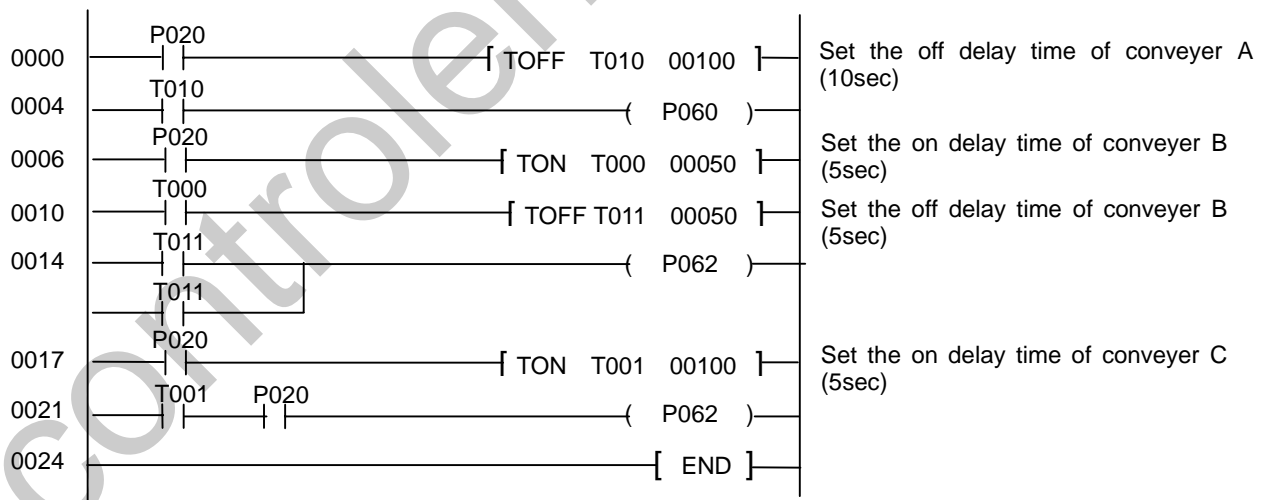 P020
0000 [ TOFF T010 00100 ] Set the off delay time of conveyer A
(10sec)
T010
0004 ( P060 )
P020
0006 [ TON T000 00050 ] Set the on delay time of conveyer B
(5sec)
T000
0010 [ TOFF T011 00050 ] Set the off delay time of conveyer B
(5sec)
T011
0014 ( P062 )
T011
P020
0017 [ TON T001 00100 ] Set the on delay time of conveyer C
(5sec)
T001 P020
0021 ( P062 )
0024 [ END ]